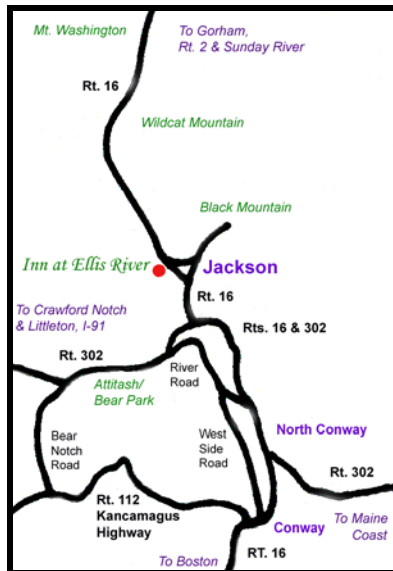 Mt. Washington
To Gorham,
Rt. 2 & Sunday River
Rt. 16
Wildcat Mountain
Black Mountain
Inn at Ellis River
Jackson
Rt. 16
To Crawford Notch
& Littleton, I-91
Rts. 16 & 302
Rt. 302
River
Road
Attitash/
Bear Park
North Conway
Bear
Notch
Road
West
Side
Road
Rt. 302
Rt. 112
Kancamagus
Highway
Conway
To Maine
Coast
To Boston
RT. 16